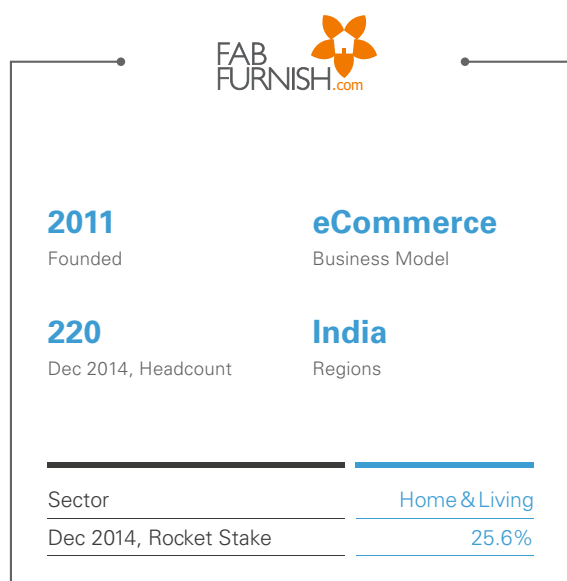 FAB
FURNISH.com
2011
Founded
eCommerce
Business Model
220
Dec 2014, Headcount
India
Regions
Sector Home & Living
Dec 2014, Rocket Stake 25.6%